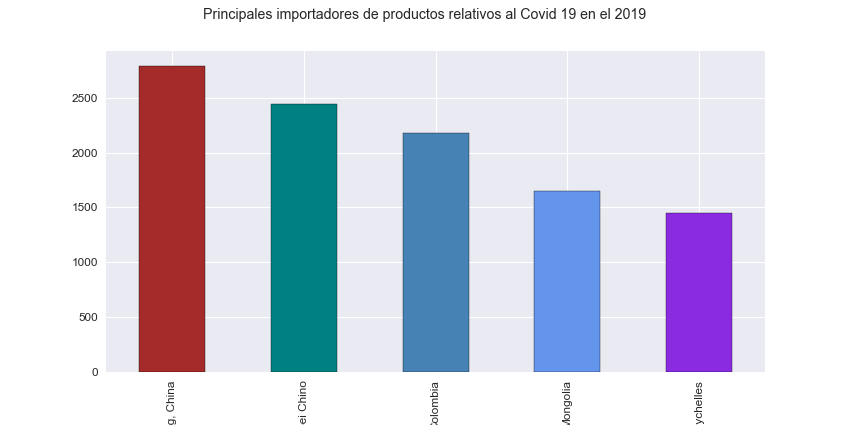 Principales importadores de productos relativos al Covid 19 en el 2019
2500
2000
1500
1000
500
0
g, China
ei Chino
olombia
Mongolia
ychelles